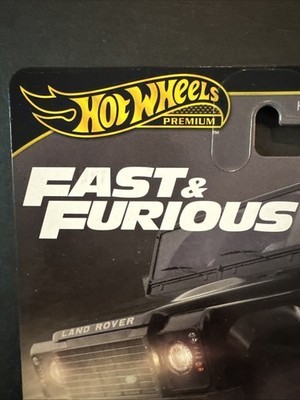 HOT WHEELS
PREMIUM
FAST &
FURIOUS
LAND ROVER